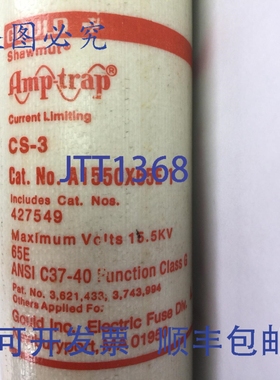 必究
Shawmut
Amp-trap®
Current Limiting
CS-3
JTT1368
Cat. No.
Includes Cat. Nos.
427549
Maximum Volts 15.5KV
65E
ANSI C37-40 Function Class
Pat. No. 3,621,433, 3,743,994
Others Applied For
Gould Inc., Electric Fuse Div.
可开发票 顺丰包邮